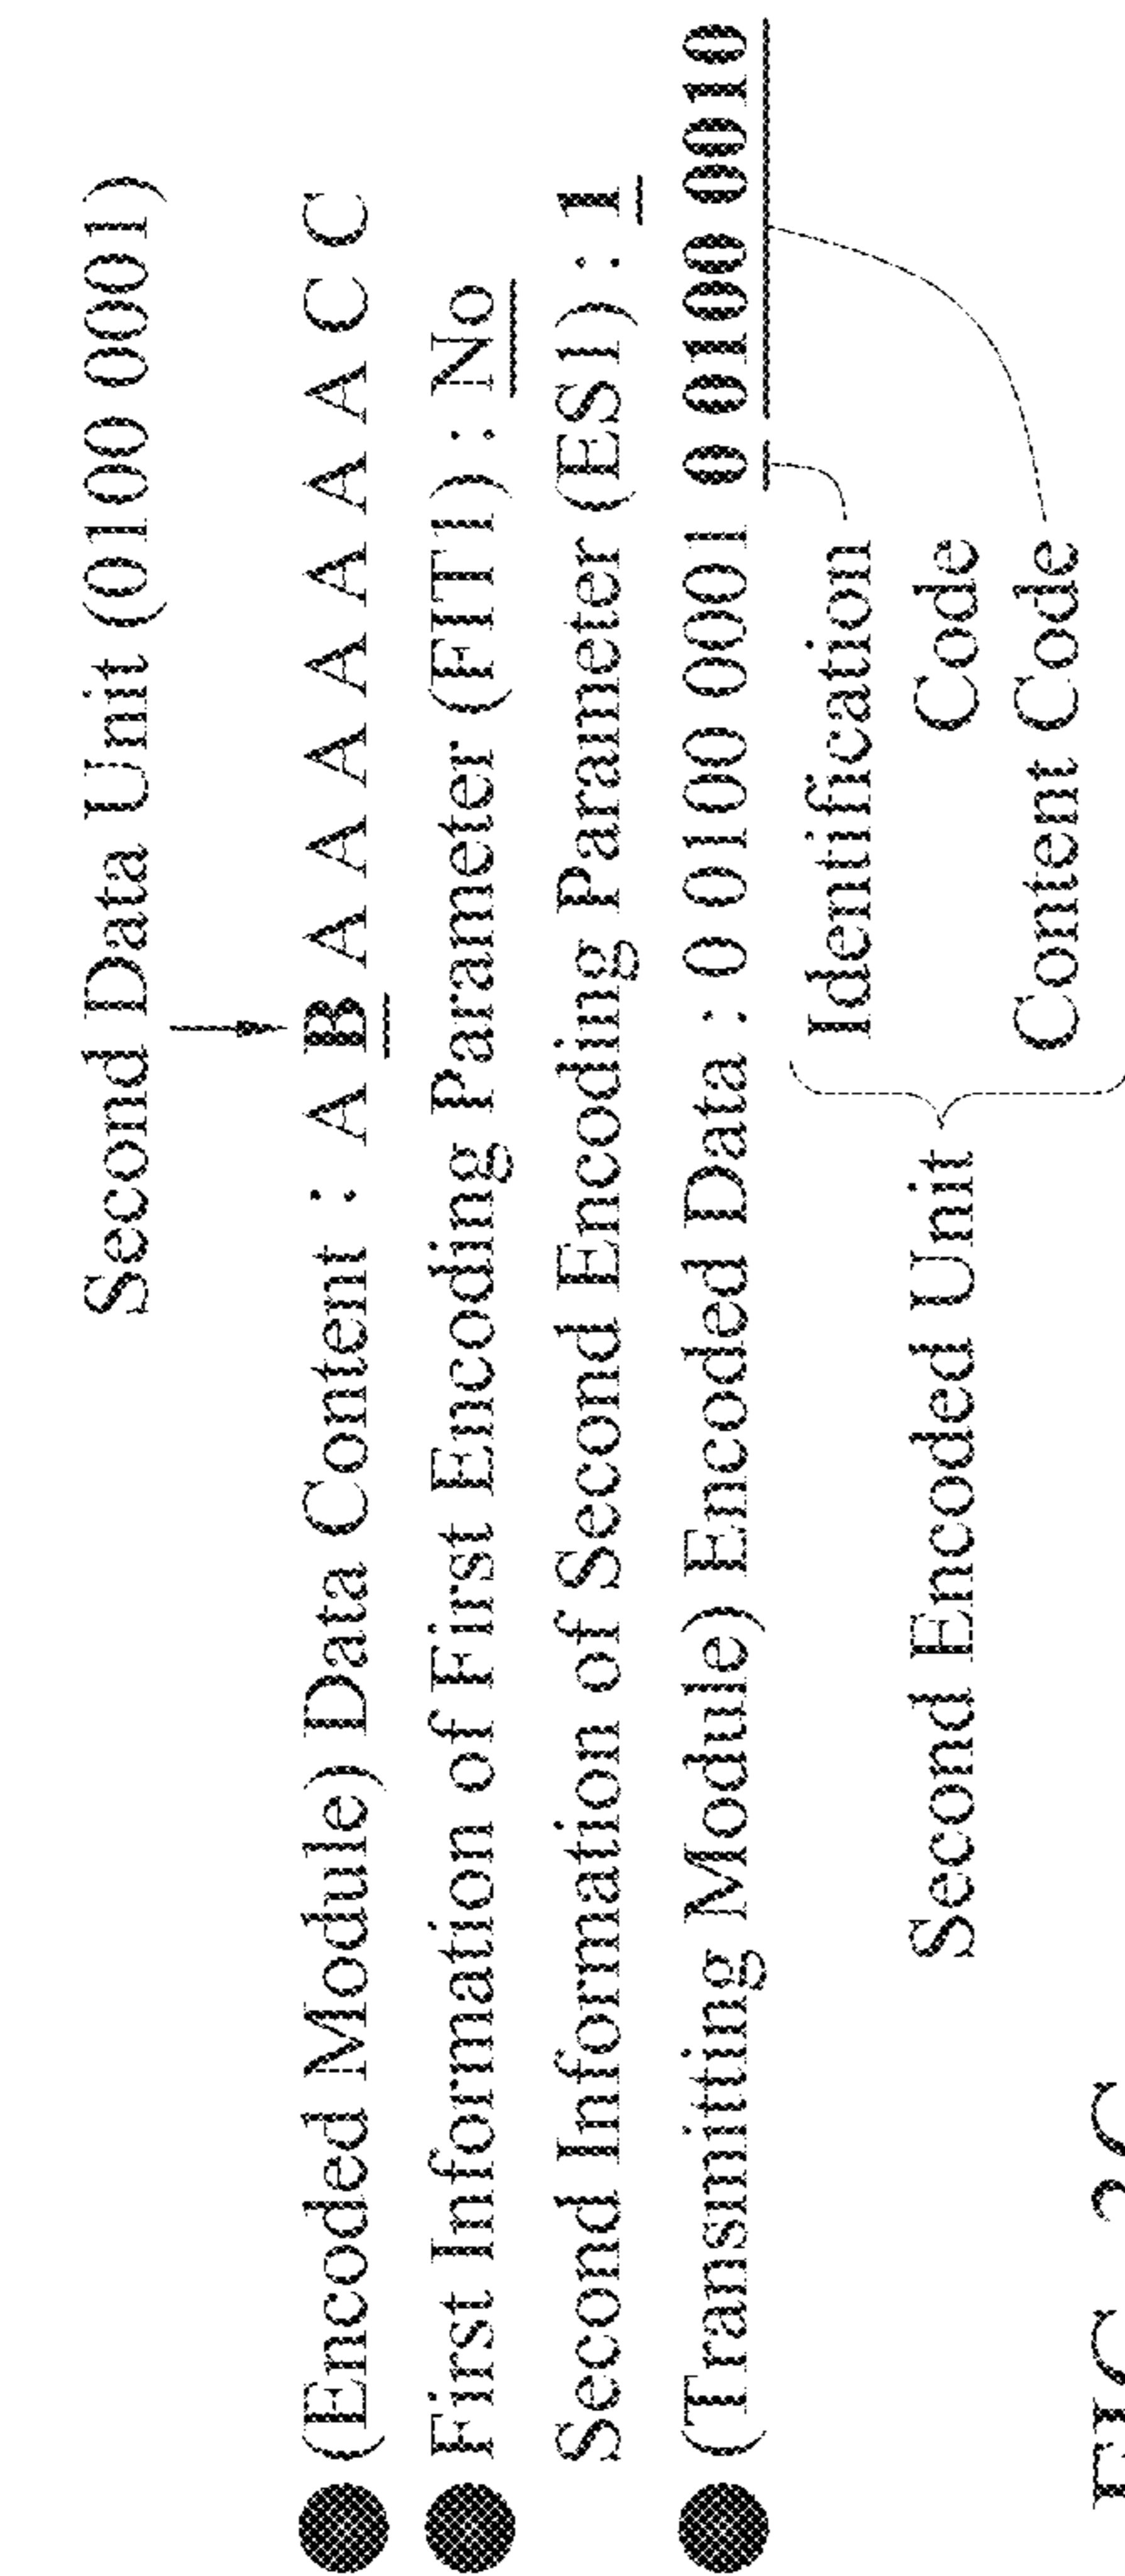 Second Data Unit (0100 0001)
(Encoded Module) Data Content : A B A A A A A A A C C
First Information of First Encoding Parameter (FIT1) : No
Second Information of Second Encoding Parameter (ES1) : 1
(Transmitting Module) Encoded Data : 0 0100 0001 0 0100 0010
Second Encoded Unit
Identification
Code
Content Code